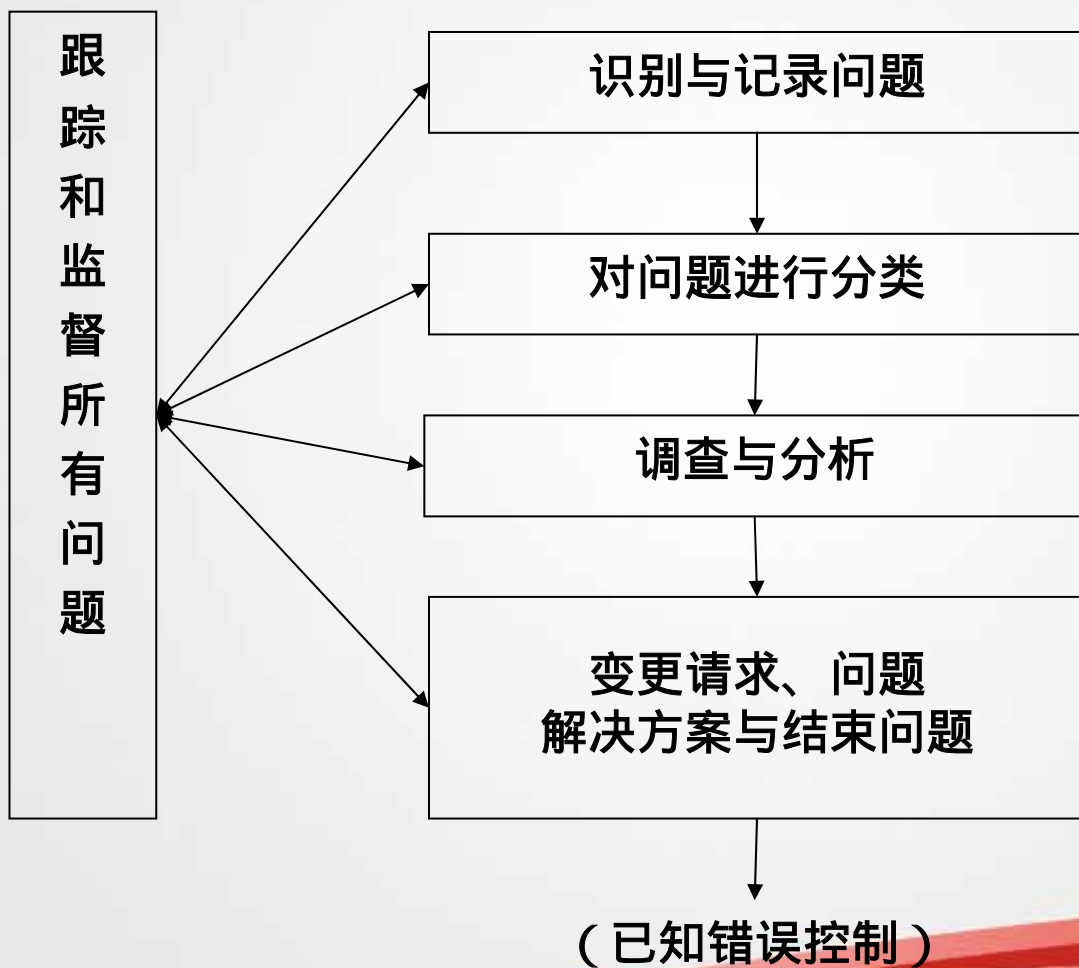 跟
踪
和
监
督
所
有
问
题
识别与记录问题
对问题进行分类
调查与分析
变更请求、问题
解决方案与结束问题
（已知错误控制）